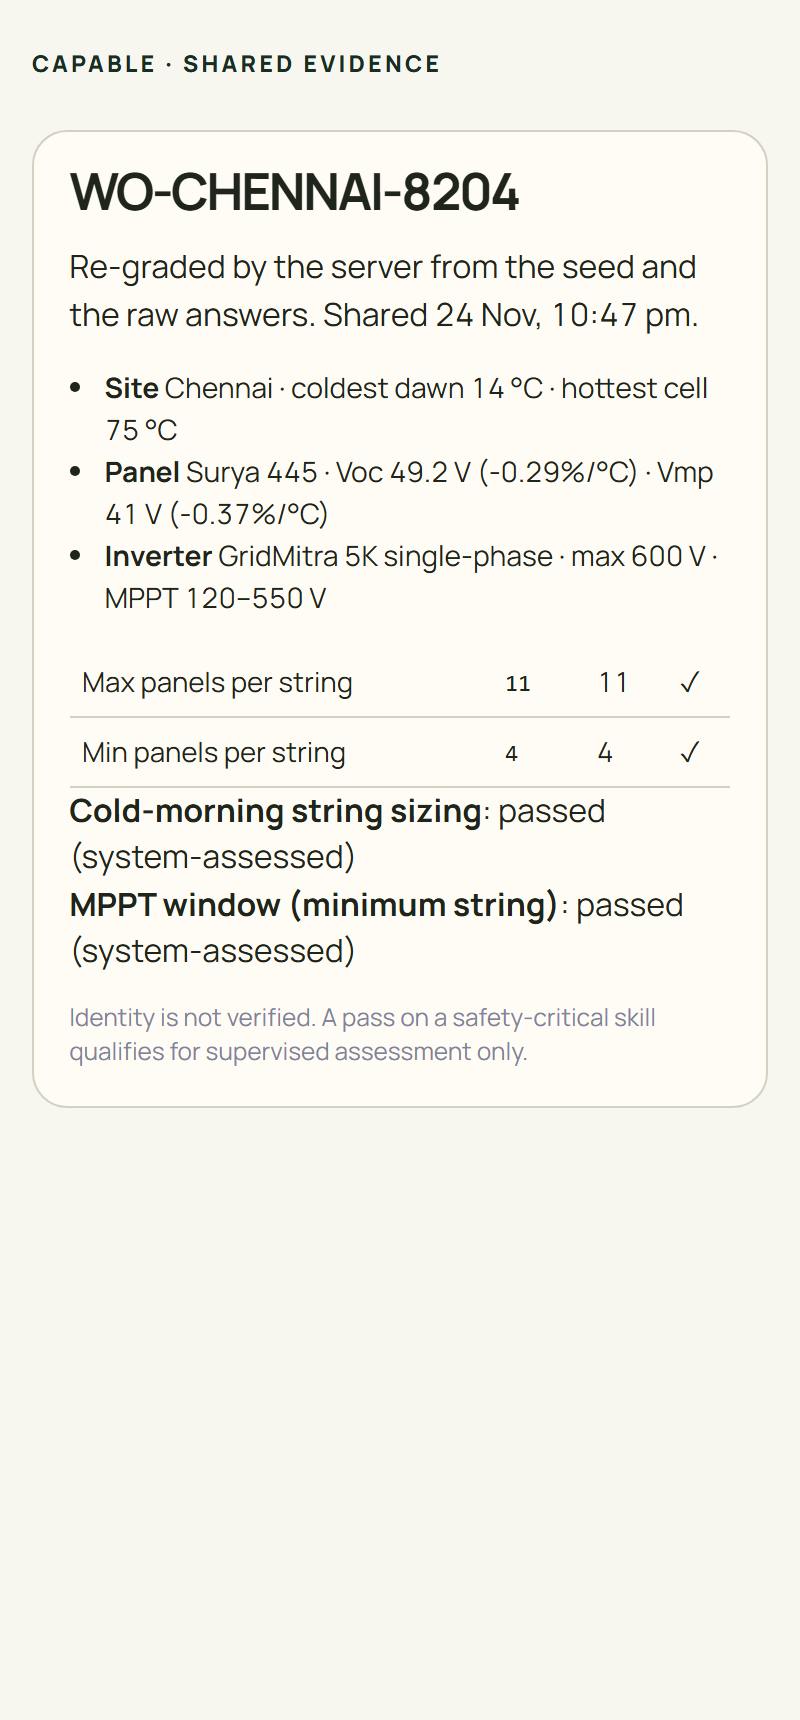 CAPABLE · SHARED EVIDENCE
WO-CHENNAI-8204
Re-graded by the server from the seed and
the raw answers. Shared 24 Nov, 10:47 pm.
• Site Chennai · coldest dawn 14 °C · hottest cell
75 °C
• Panel Surya 445 · Voc 49.2 V (-0.29%/°C) · Vmp
41 V (-0.37%/°C)
• Inverter GridMitra 5K single-phase · max 600 V ·
MPPT 120–550 V
Max panels per string 11 11 ✓
Min panels per string 4 4 ✓
Cold-morning string sizing: passed
(system-assessed)
MPPT window (minimum string): passed
(system-assessed)
Identity is not verified. A pass on a safety-critical skill
qualifies for supervised assessment only.